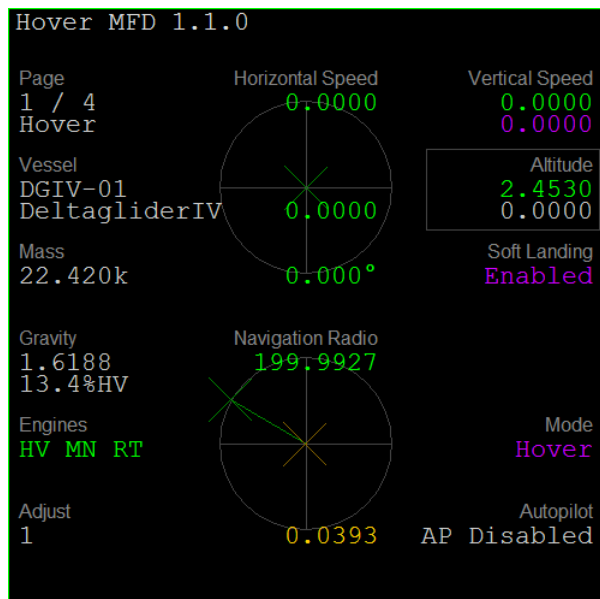 Hover MFD 1.1.0
Page Horizontal Speed Vertical Speed
1 / 4 0.0000 0.0000
Hover 0.0000
Vessel Altitude
DGIV-01 2.4530
DeltagliderIV 0.0000 0.0000
Mass Soft Landing
22.420k 0.000° Enabled
Gravity Navigation Radio
1.6188 199.9927
13.4%HV
Engines Mode
HV MN RT Hover
Adjust Autopilot
1 0.0393 AP Disabled